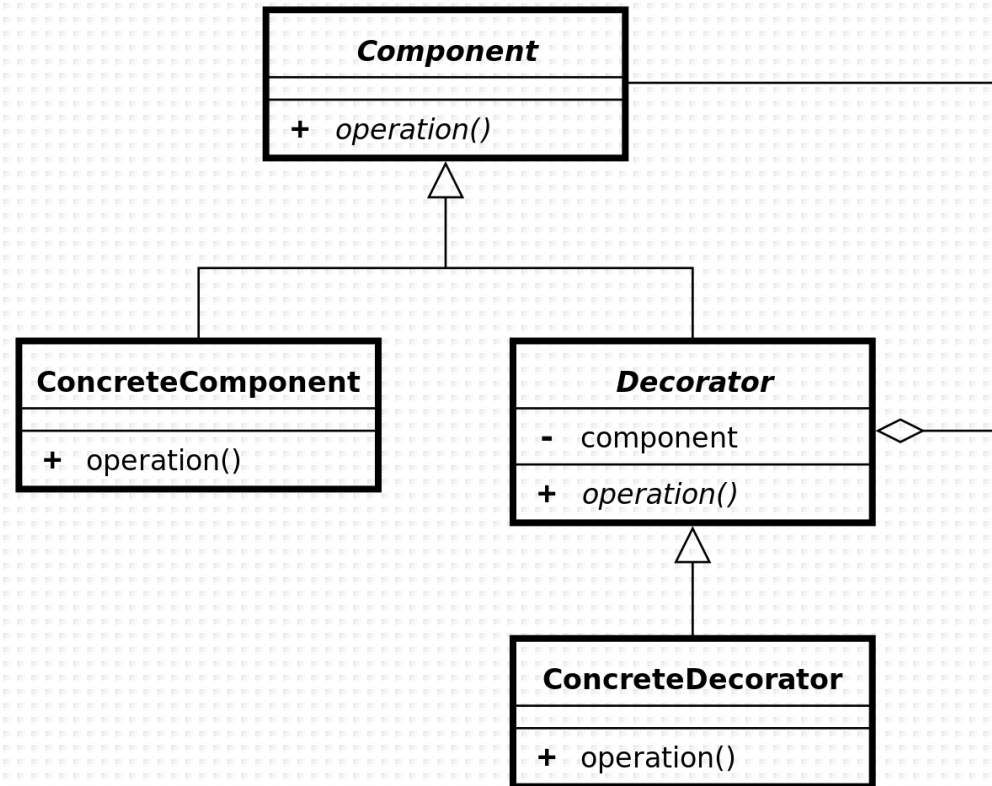 Component
+ operation()
ConcreteComponent
+ operation()
Decorator
- component
+ operation()
ConcreteDecorator
+ operation()